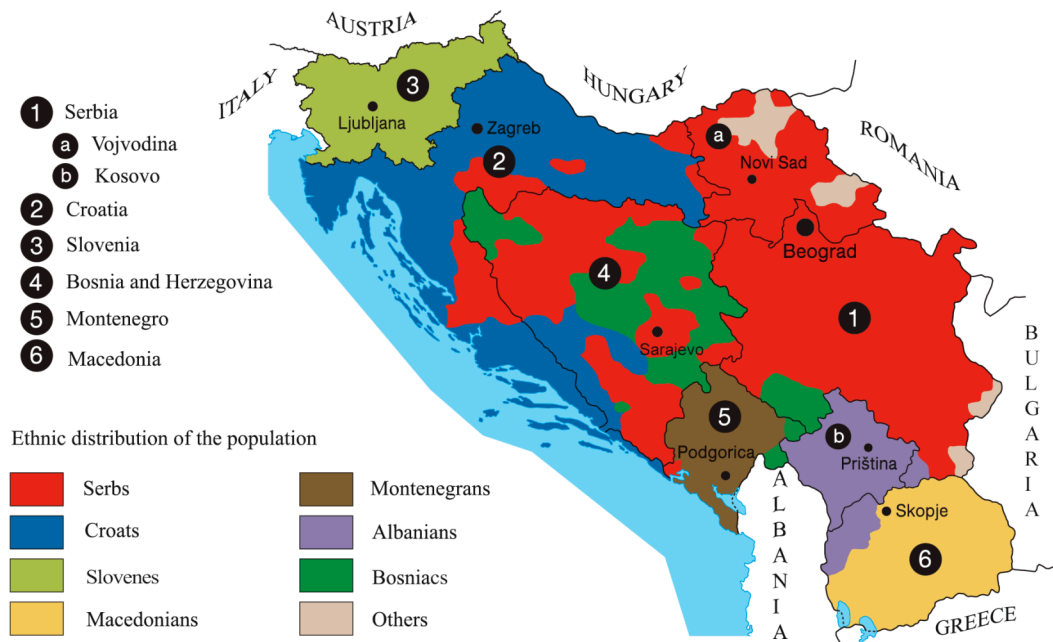 AUSTRIA
ITALY
HUNGARY
ROMANIA
BULGARIA
ALBANIA
GREECE
1 Serbia
a Vojvodina
b Kosovo
2 Croatia
3 Slovenia
4 Bosnia and Herzegovina
5 Montenegro
6 Macedonia
3
Ljubljana
Zagreb
2
a
Novi Sad
Beograd
4
1
Sarajevo
5
Podgorica
b
Priština
Skopje
6
Ethnic distribution of the population
Serbs
Croats
Slovenes
Macedonians
Montenegrans
Albanians
Bosniacs
Others